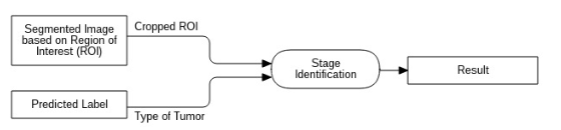 Segmented Image
based on Region of
Interest (ROI)
Cropped ROI
Stage
Identification
Result
Predicted Label
Type of Tumor